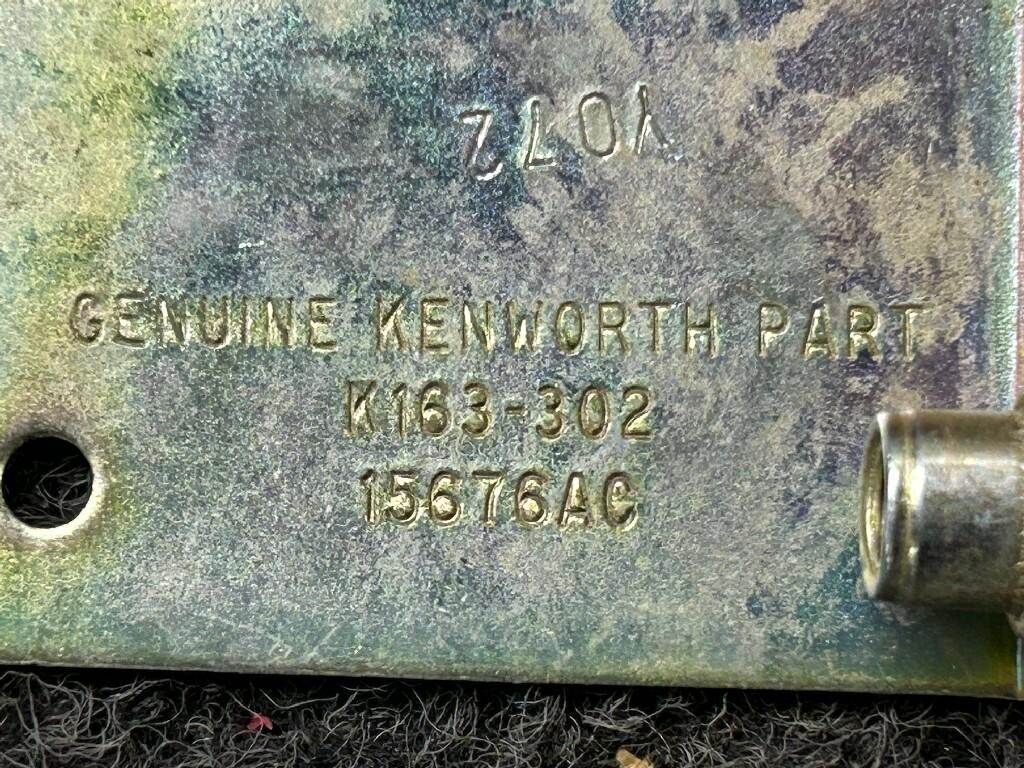 Y072
GENUINE KENWORTH PART
K163-302
15676AC